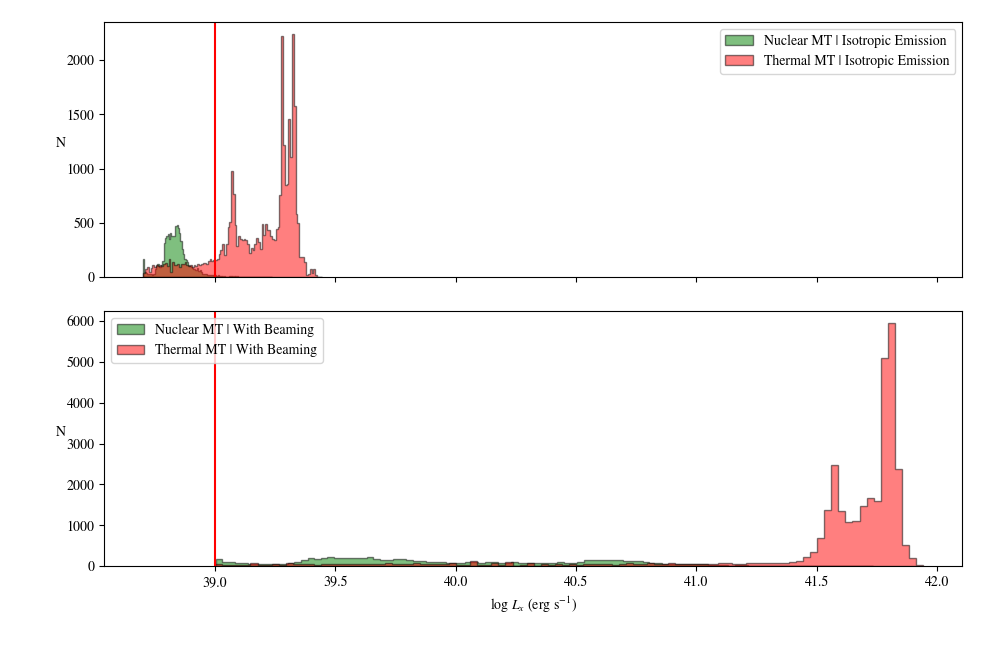 2000
1500
1000
500
0
N
Nuclear MT | Isotropic Emission
Thermal MT | Isotropic Emission
6000
5000
4000
3000
2000
1000
0
N
Nuclear MT | With Beaming
Thermal MT | With Beaming
39.0 39.5 40.0 40.5 41.0 41.5 42.0
log Lₓ (erg s⁻¹)